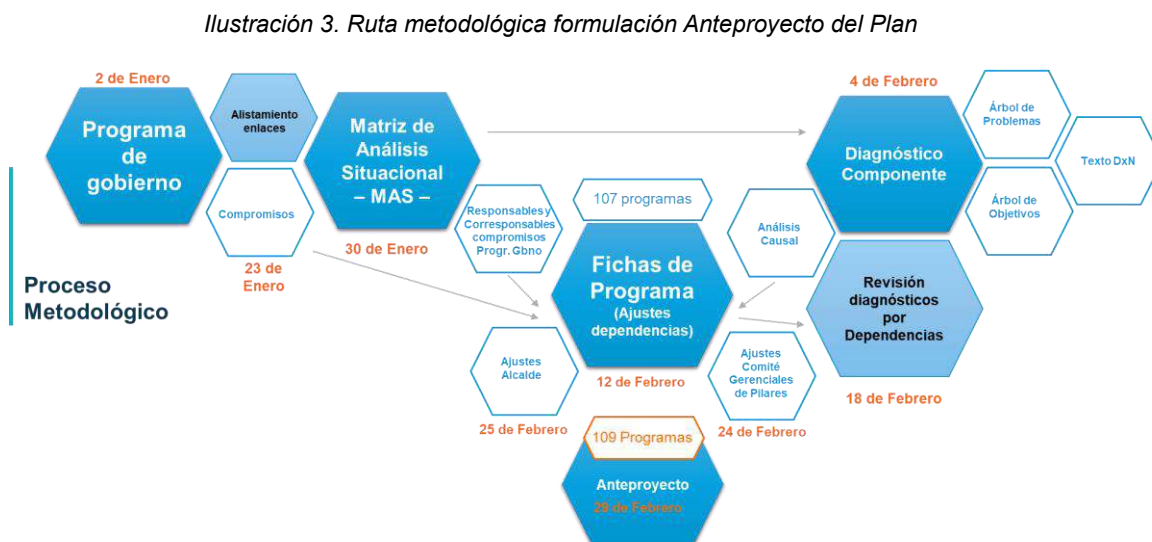 Ilustración 3. Ruta metodológica formulación Anteproyecto del Plan
2 de Enero
Programa
de
gobierno
Alistamiento
enlaces
Compromisos
23 de
Enero
Matriz de
Análisis
Situacional
– MAS –
30 de Enero
Responsables y
Corresponsables
compromisos
Progr. Gbno
107 programas
Fichas de
Programa
(Ajustes
dependencias)
12 de Febrero
Ajustes
Alcalde
25 de Febrero
109 Programas
Anteproyecto
29 de Febrero
Ajustes
Comité
Gerenciales
de Pilares
24 de Febrero
Análisis
Causal
4 de Febrero
Diagnóstico
Componente
Árbol de
Problemas
Texto DxN
Árbol de
Objetivos
Revisión
diagnósticos
por
Dependencias
18 de Febrero
Proceso
Metodológico